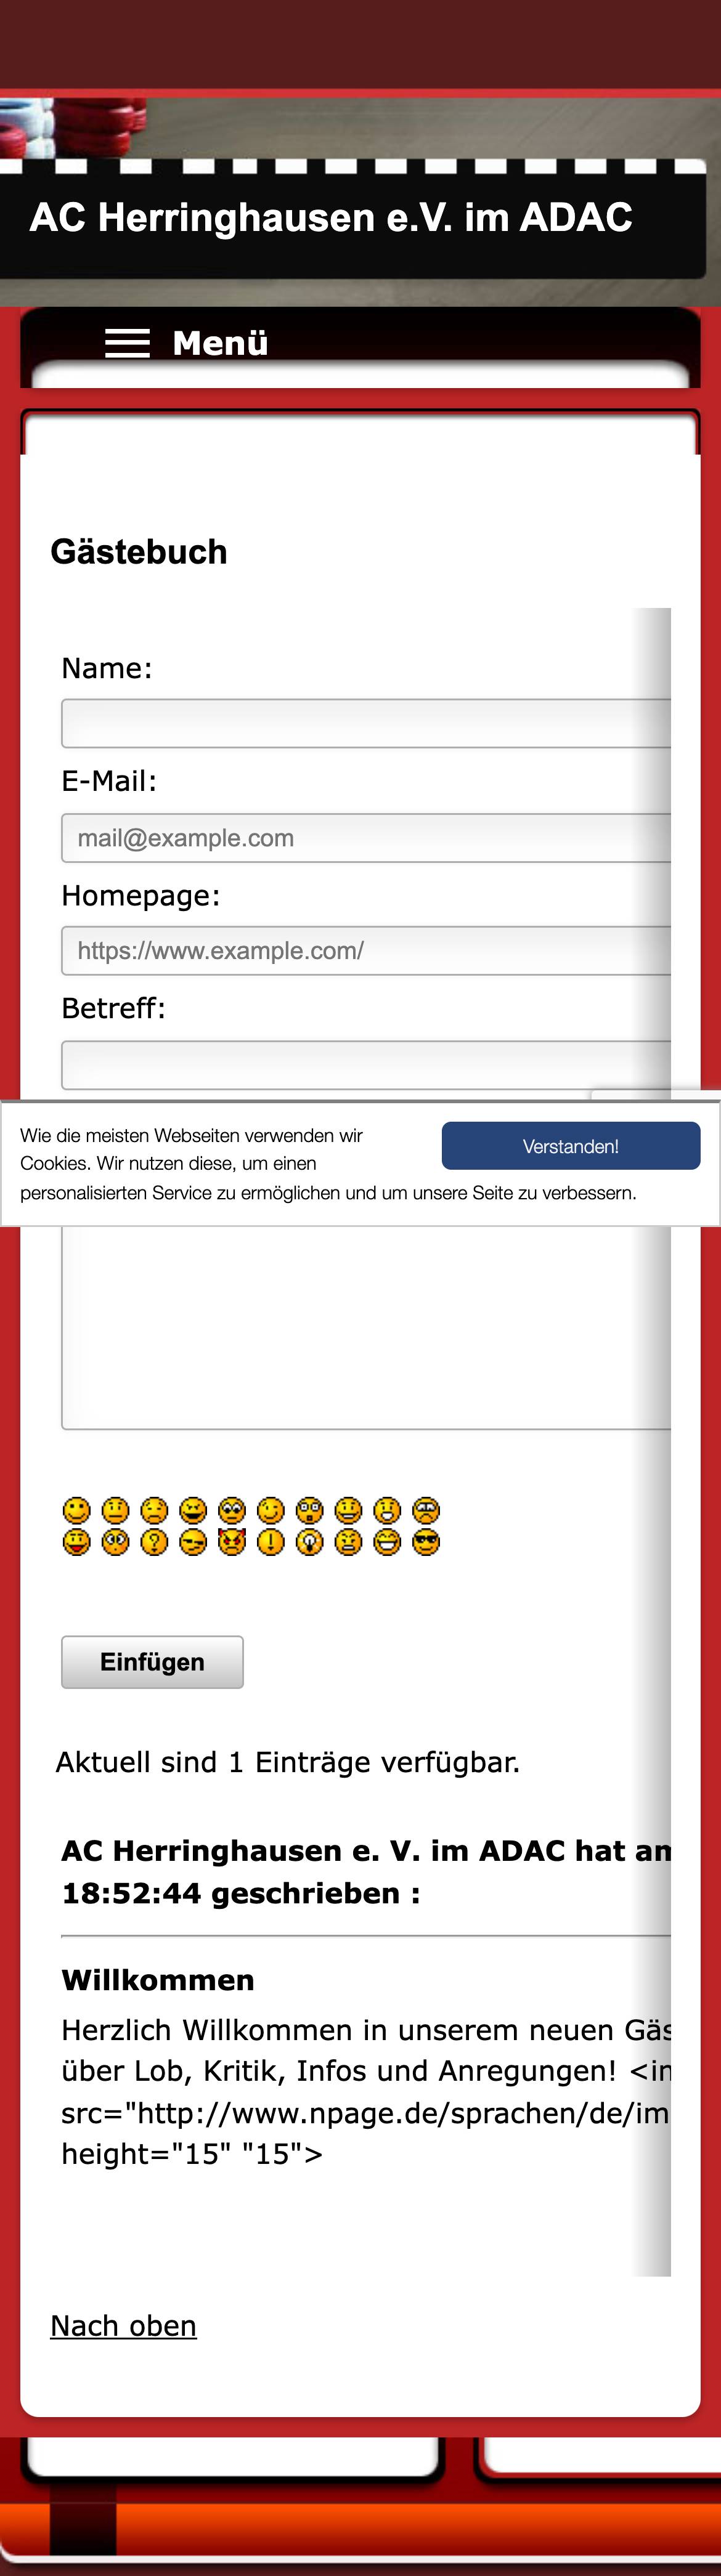 AC Herringhausen e.V. im ADAC
Menü
Gästebuch
Name:
E-Mail:
mail@example.com
Homepage:
https://www.example.com/
Betreff:
Wie die meisten Webseiten verwenden wir
Cookies. Wir nutzen diese, um einen
personalisierten Service zu ermöglichen und um unsere Seite zu verbessern.
Verstanden!
Einfügen
Aktuell sind 1 Einträge verfügbar.
AC Herringhausen e. V. im ADAC hat am
18:52:44 geschrieben :
Willkommen
Herzlich Willkommen in unserem neuen
über Lob, Kritik, Infos und Anregungen!
src="http://www.npage.de/sprachen/de/im
height="15" "15">
Nach oben